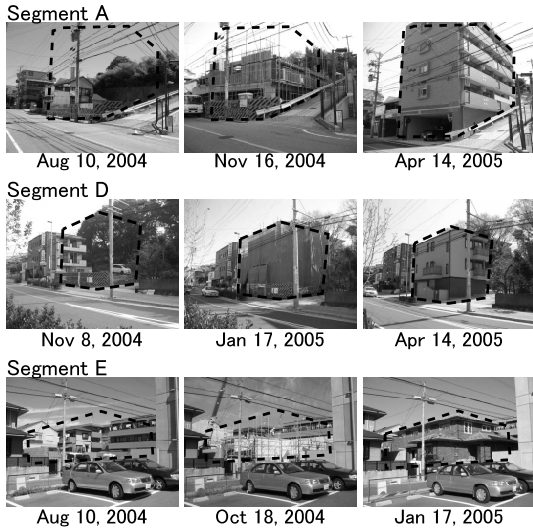 Segment A
Aug 10, 2004 Nov 16, 2004 Apr 14, 2005
Segment D
Nov 8, 2004 Jan 17, 2005 Apr 14, 2005
Segment E
Aug 10, 2004 Oct 18, 2004 Jan 17, 2005